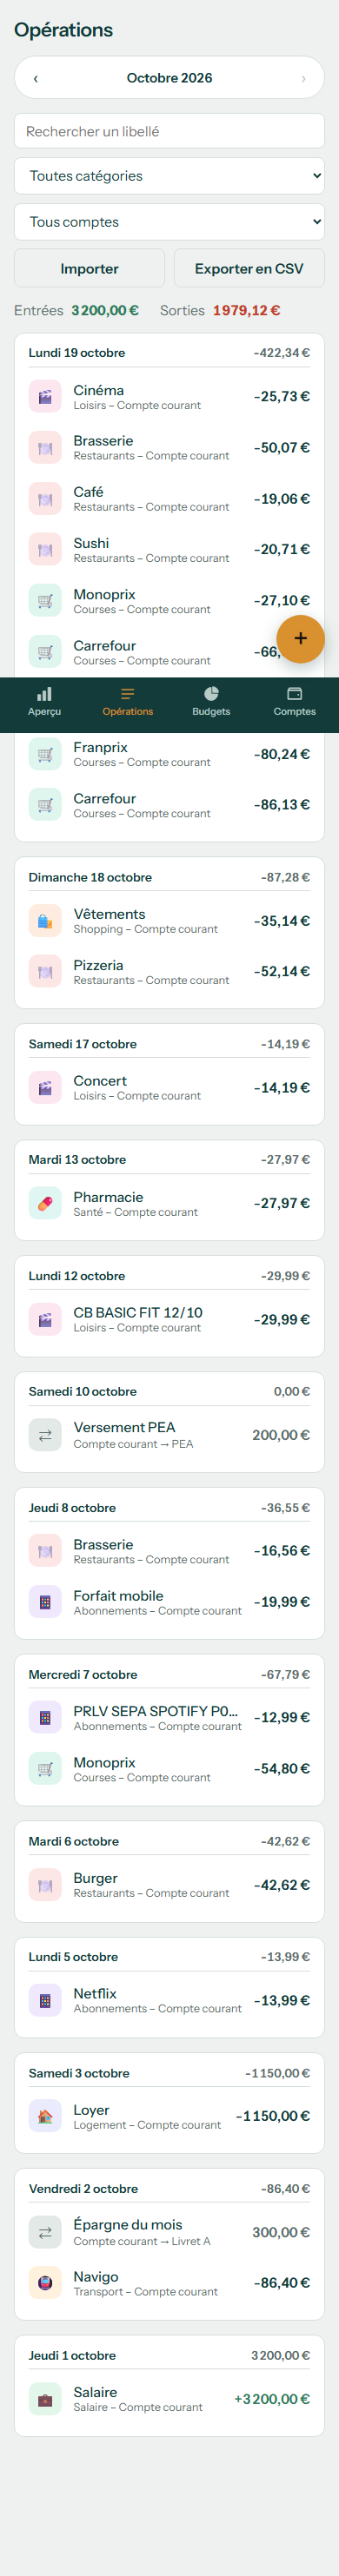 Opérations
‹ Octobre 2026 ›
Rechercher un libellé
Toutes catégories
Tous comptes
Importer Exporter en CSV
Entrées 3 200,00 € Sorties 1 979,12 €
Lundi 19 octobre -422,34 €
Cinéma -25,73 €
Loisirs – Compte courant
Brasserie -50,07 €
Restaurants – Compte courant
Café -19,06 €
Restaurants – Compte courant
Sushi -20,71 €
Restaurants – Compte courant
Monoprix -27,10 €
Courses – Compte courant
Carrefour -66,
Courses – Compte courant
+
Aperçu Opérations Budgets Comptes
Franprix -80,24 €
Courses – Compte courant
Carrefour -86,13 €
Courses – Compte courant
Dimanche 18 octobre -87,28 €
Vêtements -35,14 €
Shopping – Compte courant
Pizzeria -52,14 €
Restaurants – Compte courant
Samedi 17 octobre -14,19 €
Concert -14,19 €
Loisirs – Compte courant
Mardi 13 octobre -27,97 €
Pharmacie -27,97 €
Santé – Compte courant
Lundi 12 octobre -29,99 €
CB BASIC FIT 12/10 -29,99 €
Loisirs – Compte courant
Samedi 10 octobre 0,00 €
Versement PEA 200,00 €
Compte courant → PEA
Jeudi 8 octobre -36,55 €
Brasserie -16,56 €
Restaurants – Compte courant
Forfait mobile -19,99 €
Abonnements – Compte courant
Mercredi 7 octobre -67,79 €
PRLV SEPA SPOTIFY P0... -12,99 €
Abonnements – Compte courant
Monoprix -54,80 €
Courses – Compte courant
Mardi 6 octobre -42,62 €
Burger -42,62 €
Restaurants – Compte courant
Lundi 5 octobre -13,99 €
Netflix -13,99 €
Abonnements – Compte courant
Samedi 3 octobre -1 150,00 €
Loyer -1 150,00 €
Logement – Compte courant
Vendredi 2 octobre -86,40 €
Épargne du mois 300,00 €
Compte courant → Livret A
Navigo -86,40 €
Transport – Compte courant
Jeudi 1 octobre 3 200,00 €
Salaire +3 200,00 €
Salaire – Compte courant